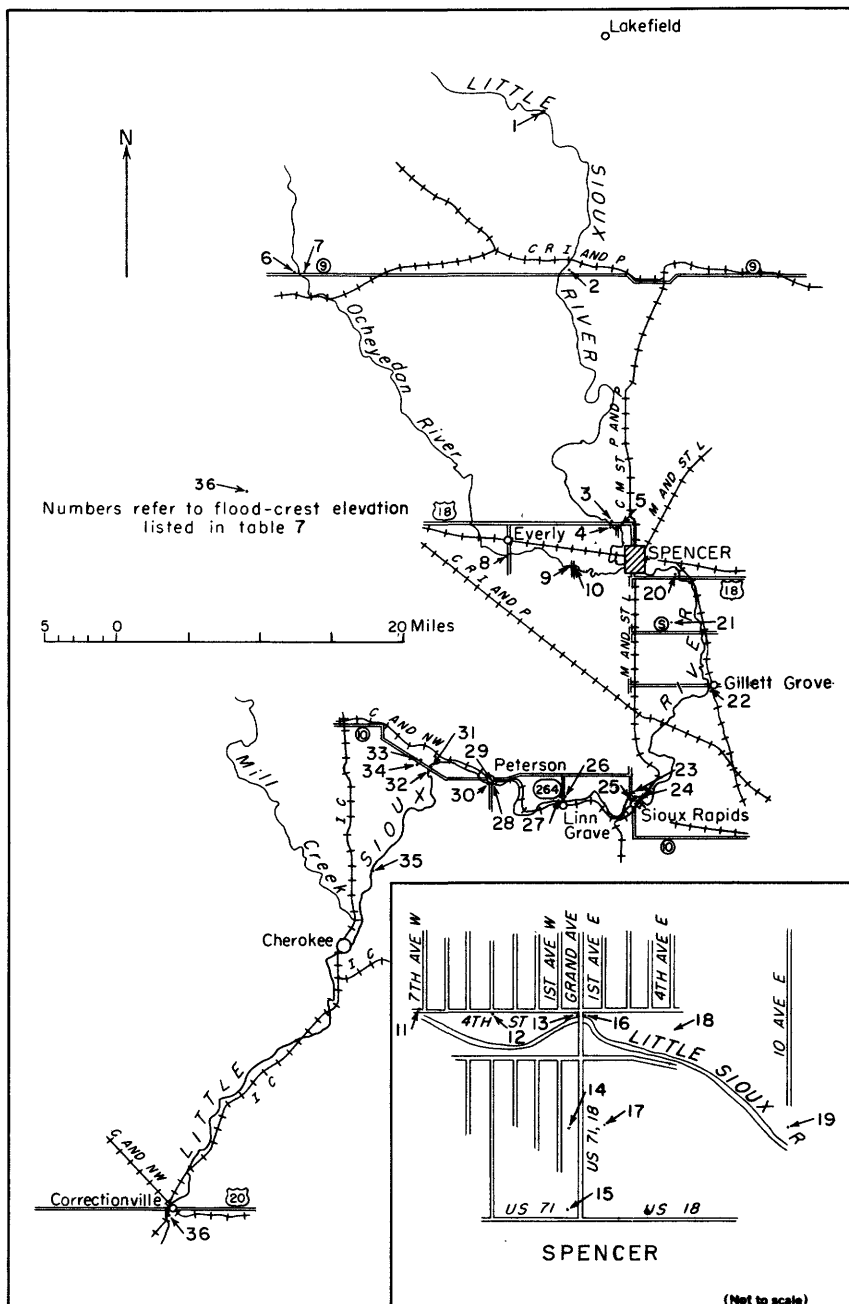 Lakefield
LITTLE
1
N
SIOUX
6
7
9
C R I AND P
9
2
RIVER
Ocheyedan
River
C M ST P AND P
M AND ST L
36
Numbers refer to flood-crest elevation
listed in table 7
18
3
5
4
Everly
SPENCER
8
9
10
20
18
C R I AND P
5 0 20 Miles
M AND ST L
S
21
RIVER
Gillett Grove
22
C AND NW
10
31
29
Peterson
26
23
33
34
32
30
28
264
27
Linn
Grove
25
24
Sioux Rapids
10
Mill
Creek
I C
SIOUX
35
Cherokee
I C
LITTLE
I C
C AND NW
Correctionville
20
36
7TH AVE W
1ST AVE W
GRAND AVE
1ST AVE E
4TH AVE E
10 AVE E
11
4TH ST
12
13
16
18
LITTLE SIOUX R
14
17
19
US 71, 18
15
US 71
US 18
SPENCER
(Not to scale)